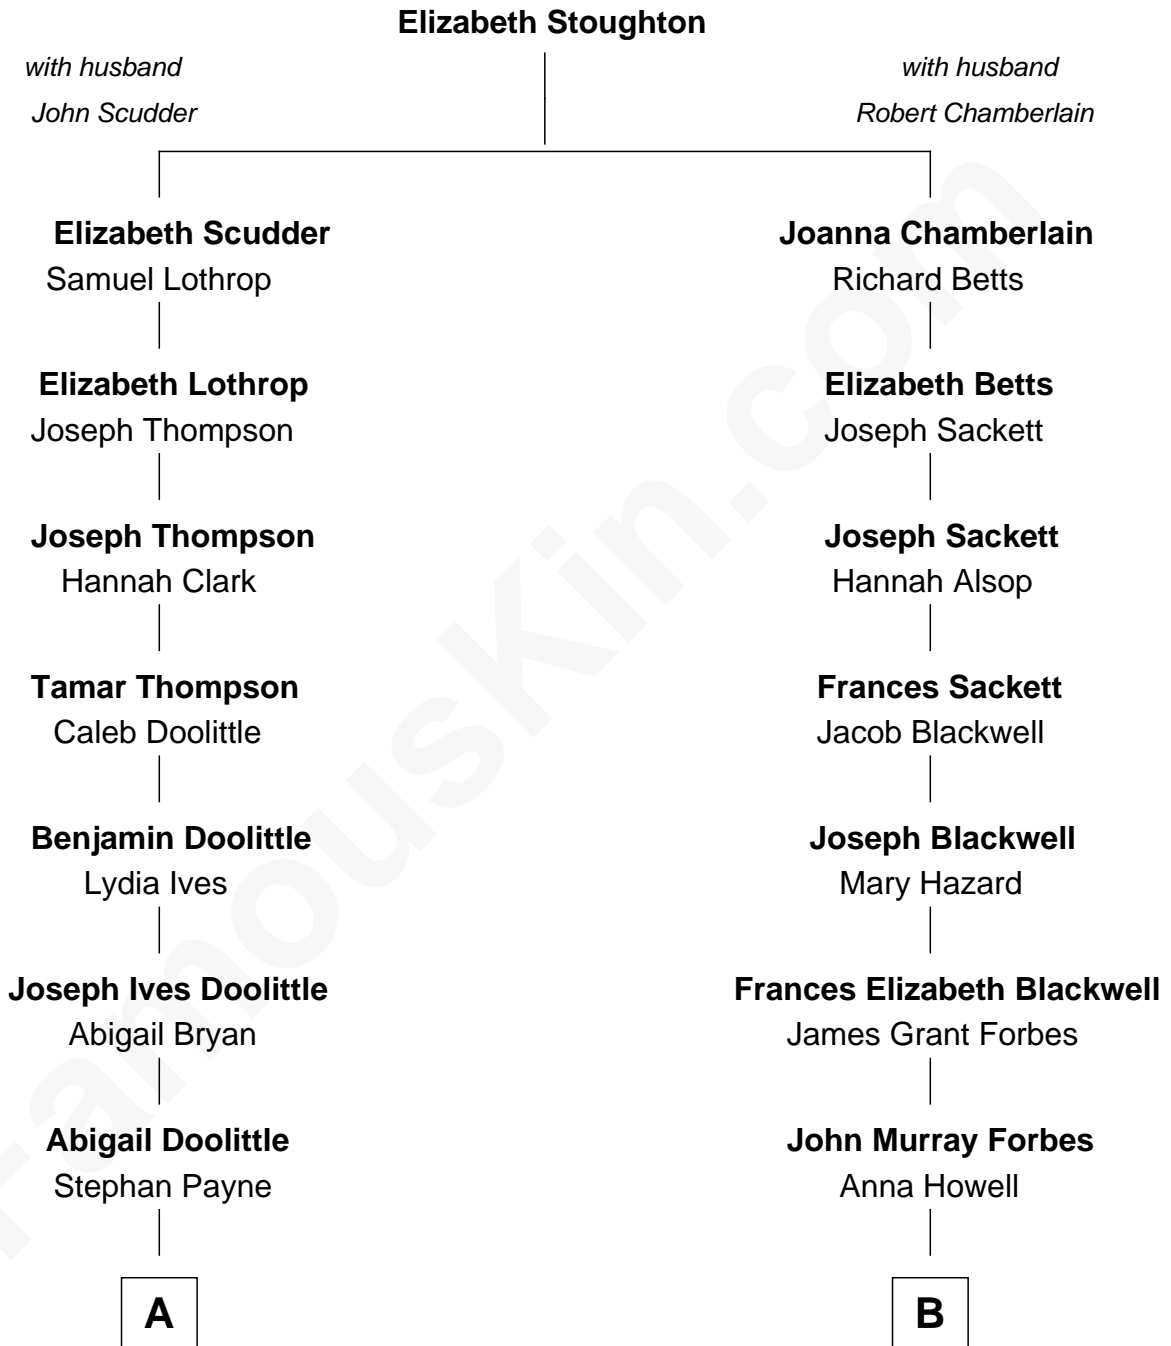 Elizabeth Stoughton
with husband
John Scudder
with husband
Robert Chamberlain
Elizabeth Scudder
Samuel Lothrop
Joanna Chamberlain
Richard Betts
Elizabeth Lothrop
Joseph Thompson
Elizabeth Betts
Joseph Sackett
Joseph Thompson
Hannah Clark
Joseph Sackett
Hannah Alsop
Tamar Thompson
Caleb Doolittle
Frances Sackett
Jacob Blackwell
Benjamin Doolittle
Lydia Ives
Joseph Blackwell
Mary Hazard
Joseph Ives Doolittle
Abigail Bryan
Frances Elizabeth Blackwell
James Grant Forbes
Abigail Doolittle
Stephan Payne
John Murray Forbes
Anna Howell
A
B
FamousKin.com